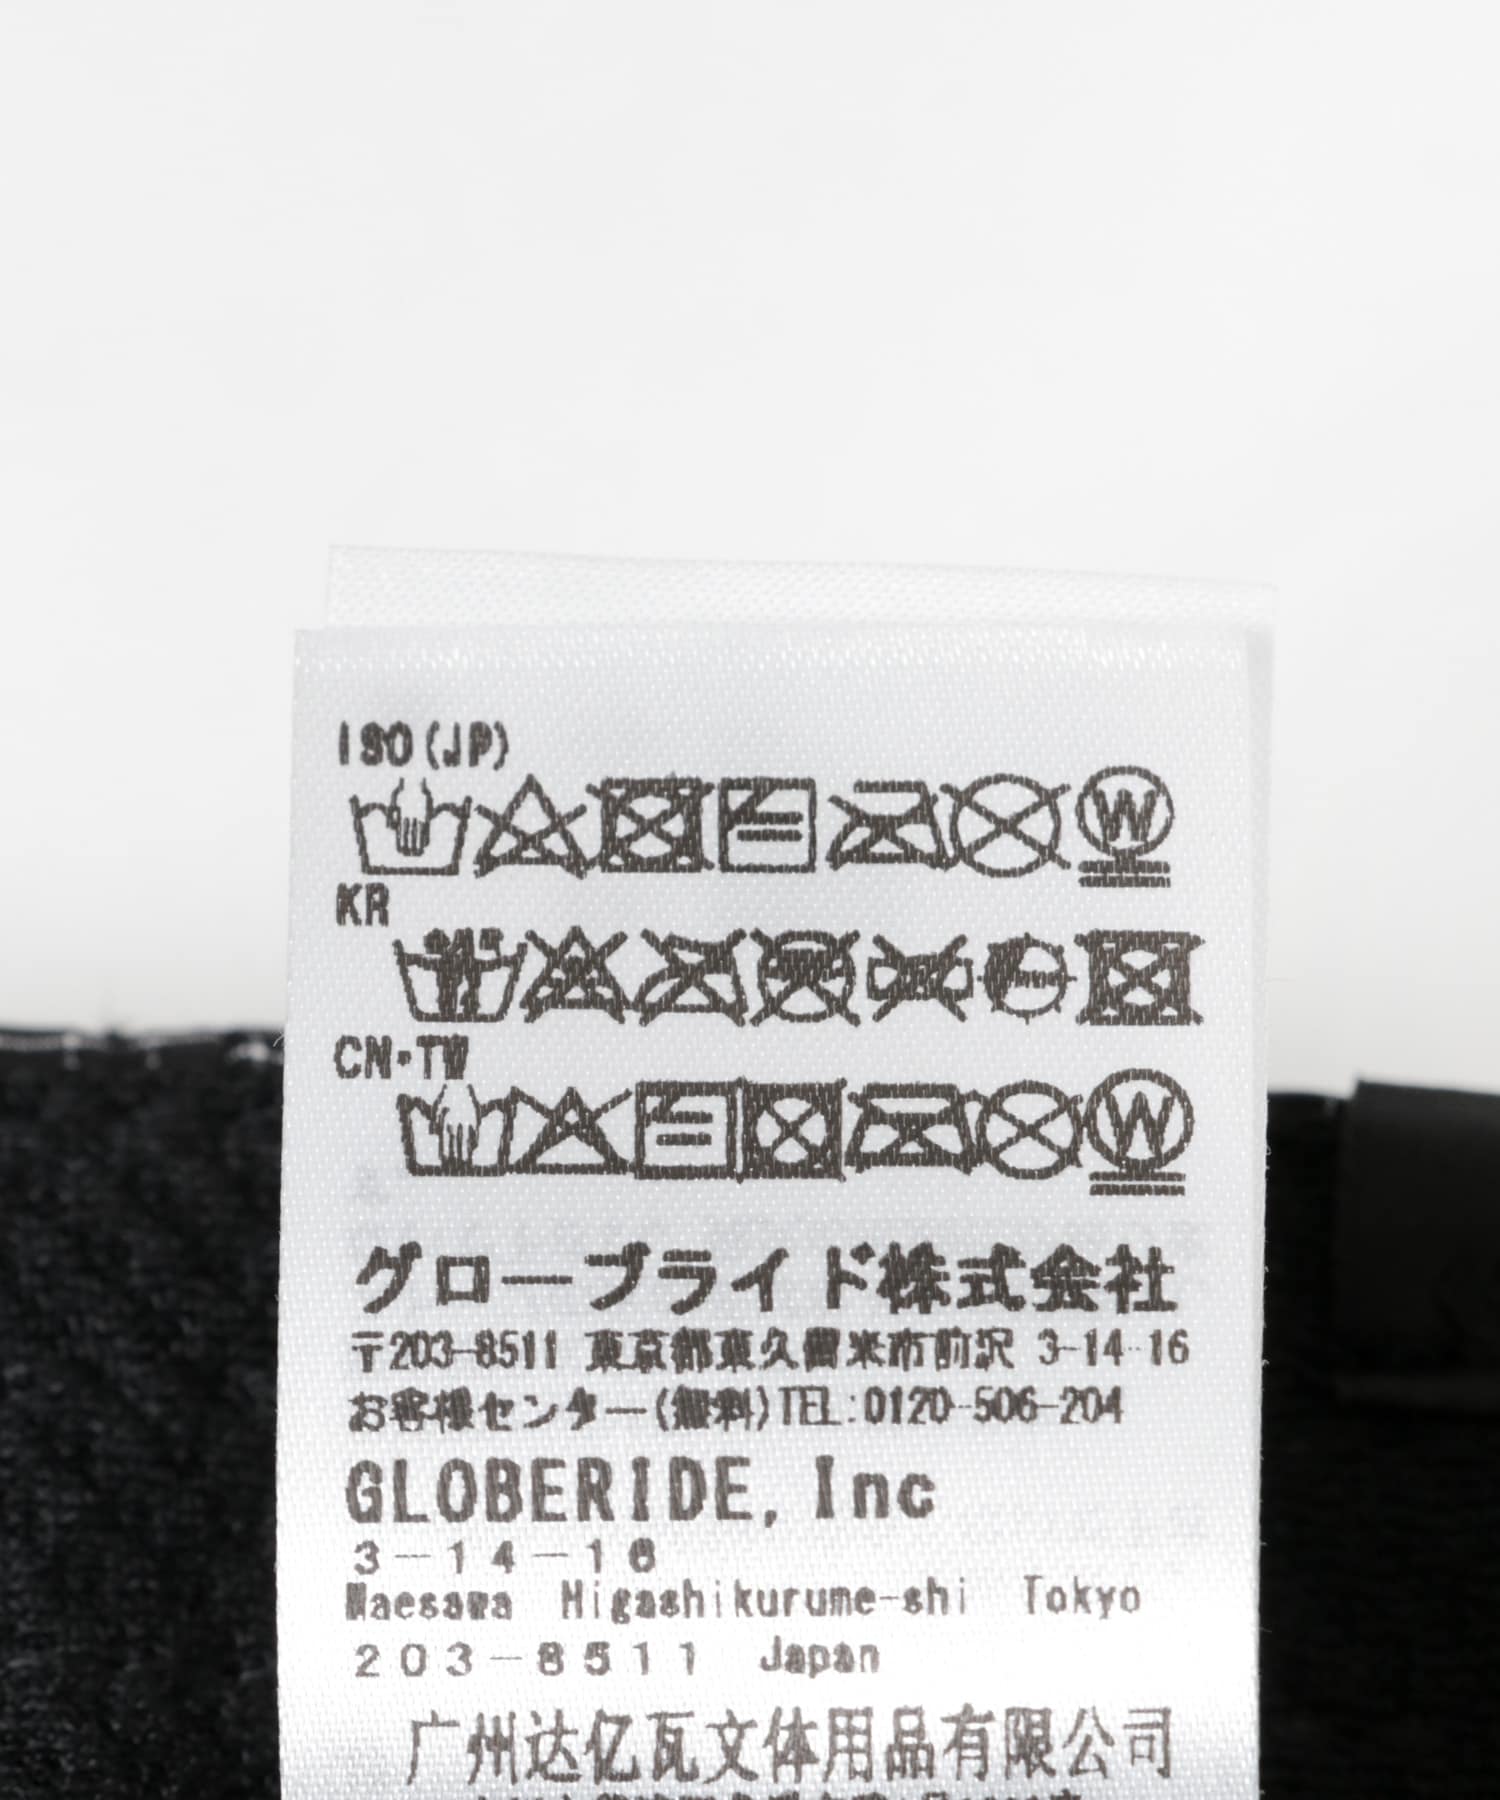 ISO(JP)
W
KR
CN・TW
W
グローブライド株式会社
〒203-8511 東京都東久留米市前沢 3-14-16
お客様センター(無料)TEL:0120-506-204
GLOBERIDE, Inc
3－14－16
Maesawa Higashikurume-shi Tokyo
203－8511 Japan
广州达亿瓦文体用品有限公司